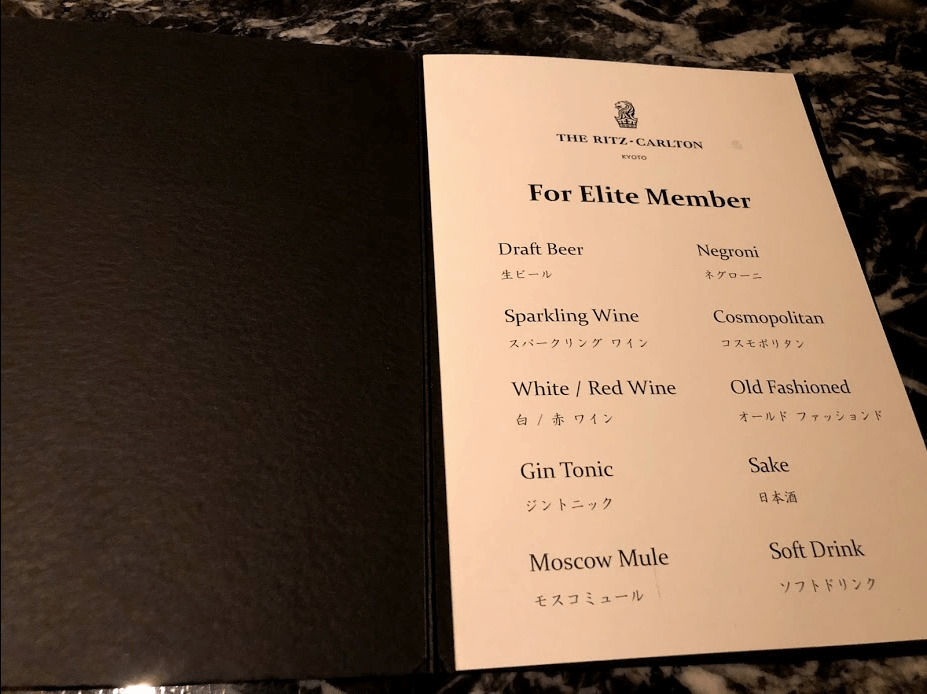 THE RITZ-CARLTON
KYOTO
For Elite Member
Draft Beer
生ビール
Sparkling Wine
スパークリング ワイン
White / Red Wine
白 / 赤 ワイン
Gin Tonic
ジントニック
Moscow Mule
モスコミュール
Negroni
ネグローニ
Cosmopolitan
コスモポリタン
Old Fashioned
オールド ファッションド
Sake
日本酒
Soft Drink
ソフトドリンク